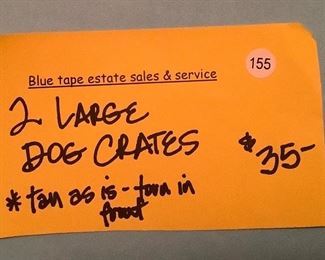 155
Blue tape estate sales & service
2 LARGE
DOG CRATES
$35-
* tan as is - torn in
front